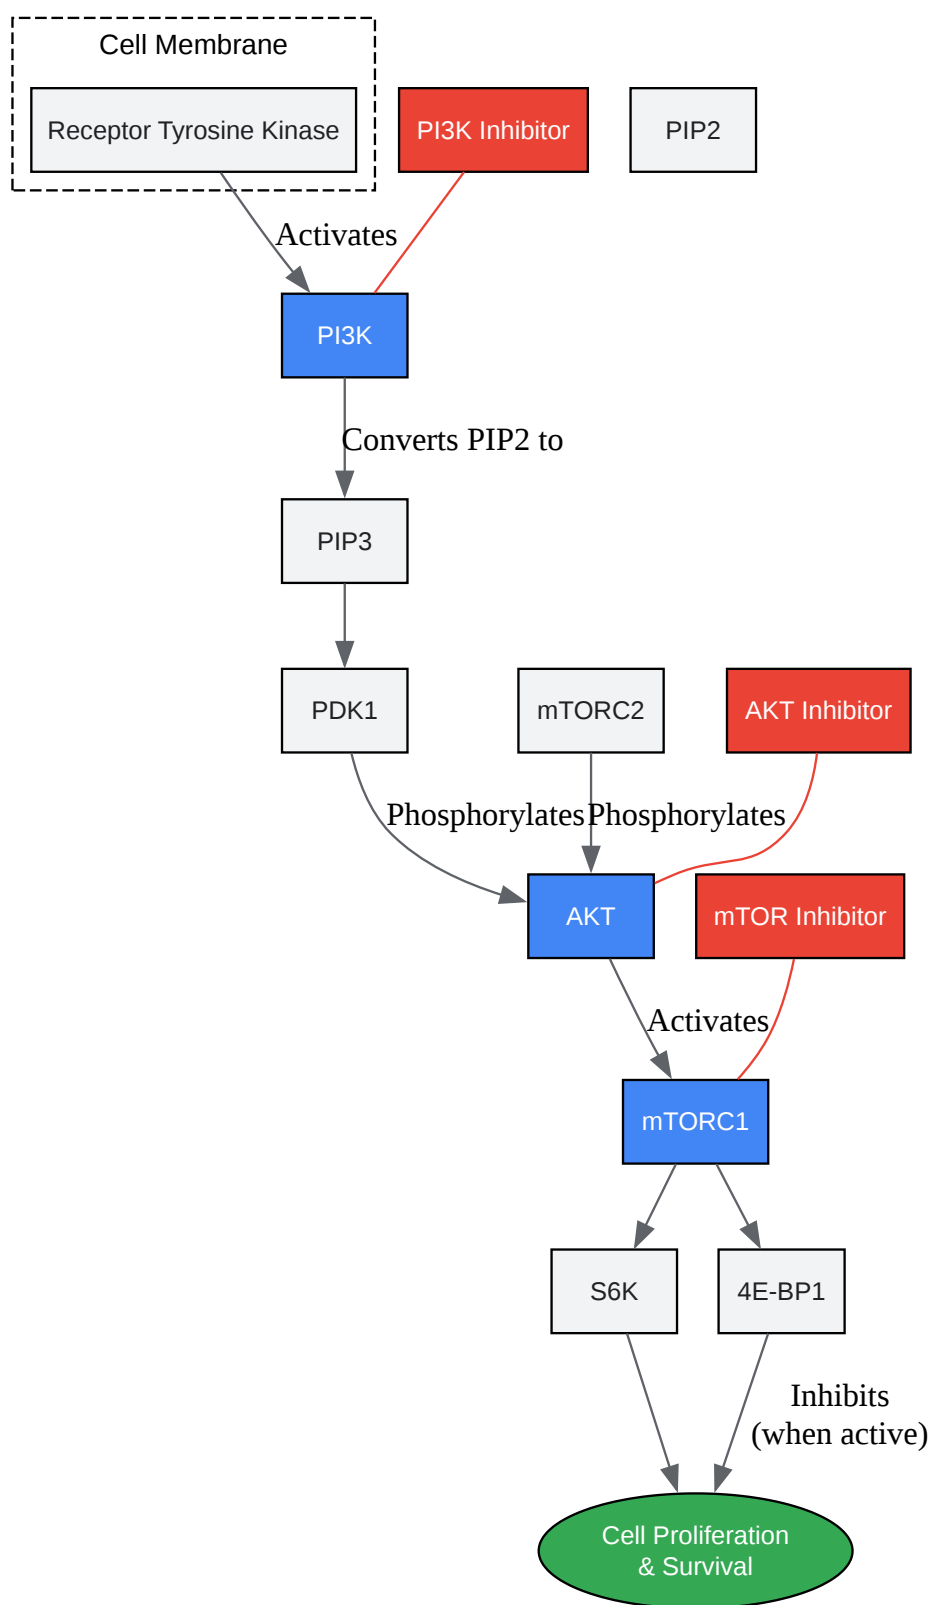 Cell Membrane
Receptor Tyrosine Kinase
PI3K Inhibitor
PIP2
Activates
PI3K
Converts PIP2 to
PIP3
PDK1
mTORC2
AKT Inhibitor
Phosphorylates
Phosphorylates
AKT
mTOR Inhibitor
Activates
mTORC1
S6K
4E-BP1
Inhibits
(when active)
Cell Proliferation
& Survival